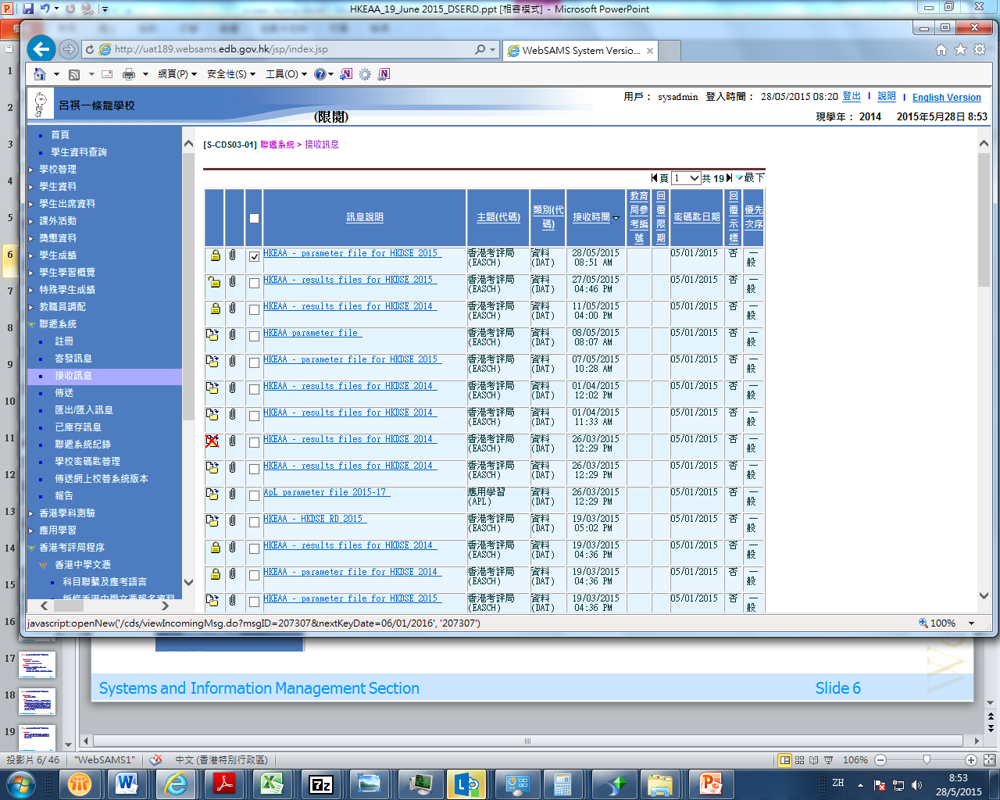 HKEAA_19_June 2015_DSERD.ppt [相容模式] - Microsoft PowerPoint
http://uat189.websams.edb.gov.hk/jsp/index.jsp
WebSAMS System Versio...
網頁(P) 安全性(S) 工具(O)
呂祺一條龍學校
(限閱)
用戶： sysadmin 登入時間： 28/05/2015 08:20 登出 | 說明 | English Version
現學年： 2014 2015年5月28日 8:53
首頁
學生資料查詢
學校管理
學生資料
學生出席資料
課外活動
獎懲資料
學生成績
學生學習概覽
特殊學生成績
教職員調配
聯遞系統
註冊
寄發訊息
接收訊息
傳送
匯出/匯入訊息
已庫存訊息
聯遞系統紀錄
學校密碼匙管理
傳送網上校管系統版本
報告
香港學科測驗
應用學習
香港考評局程序
香港中學文憑
科目聯繫及應考語言
[S-CDS03-01] 聯遞系統 > 接收訊息
頁 1 共 19 最下
訊息說明 主題(代碼) 類別(代碼) 接收時間 教育局參考編號 回覆限期 密碼匙日期 回覆示標 優先次序
HKEAA - parameter file for HKDSE 2015 香港考評局 (EASCH) 資料 (DAT) 28/05/2015 08:51 AM 05/01/2015 否 一般
HKEAA - results files for HKDSE 2015 香港考評局 (EASCH) 資料 (DAT) 27/05/2015 04:46 PM 05/01/2015 否 一般
HKEAA - results files for HKDSE 2014 香港考評局 (EASCH) 資料 (DAT) 11/05/2015 04:00 PM 05/01/2015 否 一般
HKEAA parameter file 香港考評局 (EASCH) 資料 (DAT) 08/05/2015 08:07 AM 05/01/2015 否 一般
HKEAA - parameter file for HKDSE 2015 香港考評局 (EASCH) 資料 (DAT) 07/05/2015 10:28 AM 05/01/2015 否 一般
HKEAA - results files for HKDSE 2014 香港考評局 (EASCH) 資料 (DAT) 01/04/2015 12:02 PM 05/01/2015 否 一般
HKEAA - results files for HKDSE 2014 香港考評局 (EASCH) 資料 (DAT) 01/04/2015 11:33 AM 05/01/2015 否 一般
HKEAA - results files for HKDSE 2014 香港考評局 (EASCH) 資料 (DAT) 26/03/2015 12:29 PM 05/01/2015 否 一般
HKEAA - results files for HKDSE 2014 香港考評局 (EASCH) 資料 (DAT) 26/03/2015 12:29 PM 05/01/2015 否 一般
ApL parameter file 2015-17 應用學習 (APL) 資料 (DAT) 26/03/2015 12:29 PM 05/01/2015 否 一般
HKEAA - HKDSE RD 2015 香港考評局 (EASCH) 資料 (DAT) 19/03/2015 05:02 PM 05/01/2015 否 一般
HKEAA - results files for HKDSE 2014 香港考評局 (EASCH) 資料 (DAT) 19/03/2015 04:36 PM 05/01/2015 否 一般
HKEAA - parameter file for HKDSE 2014 香港考評局 (EASCH) 資料 (DAT) 19/03/2015 04:36 PM 05/01/2015 否 一般
HKEAA - parameter file for HKDSE 2015 香港考評局 (EASCH) 資料 (DAT) 19/03/2015 04:36 PM 05/01/2015 否 一般
javascript:openNew('/cds/viewIncomingMsg.do?msgID=207307&nextKeyDate=06/01/2016', '207307')
100%
1
2
3
4
5
6
7
8
9
10
11
12
13
14
15
16
17
18
19
Systems and Information Management Section Slide 6
投影片 6/ 46 "WebSAMS1" 中文 (香港特別行政區) 106%
ZH
8:53
28/5/2015